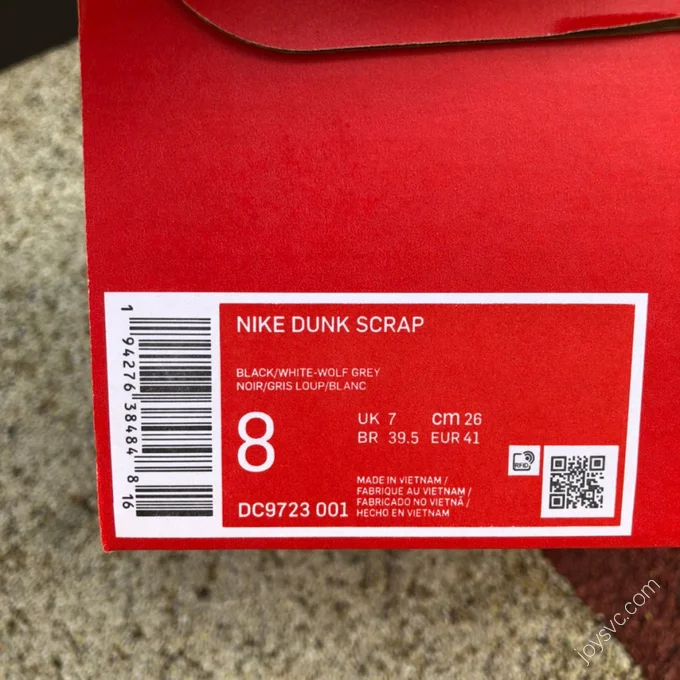 NIKE DUNK SCRAP
BLACK/WHITE-WOLF GREY
NOIR/GRIS LOUP/BLANC
8
UK 7 cm 26
BR 39.5 EUR 41
MADE IN VIETNAM /
FABRIQUE AU VIETNAM /
FABRICADO NO VIETNÃ /
HECHO EN VIETNAM
DC9723 001
RFID
1 94276 38484 8 16
joysvc.com